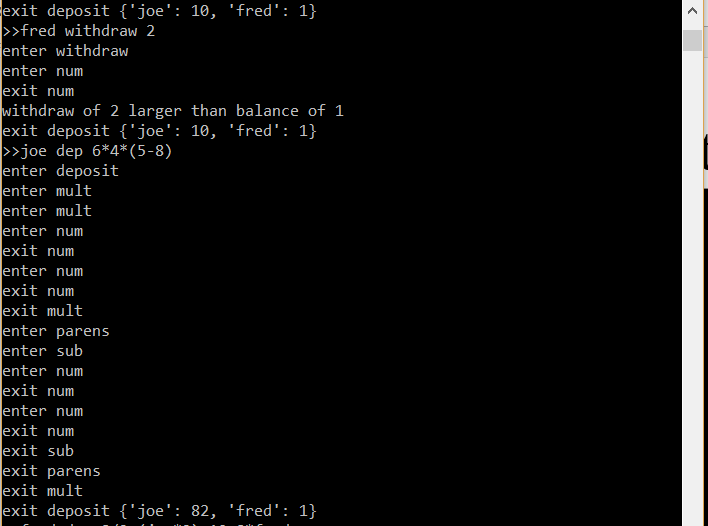 exit deposit {'joe': 10, 'fred': 1}
>>fred withdraw 2
enter withdraw
enter num
exit num
withdraw of 2 larger than balance of 1
exit deposit {'joe': 10, 'fred': 1}
>>joe dep 6*4*(5-8)
enter deposit
enter mult
enter mult
enter num
exit num
enter num
exit num
exit mult
enter parens
enter sub
enter num
exit num
enter num
exit num
exit sub
exit parens
exit mult
exit deposit {'joe': 82, 'fred': 1}